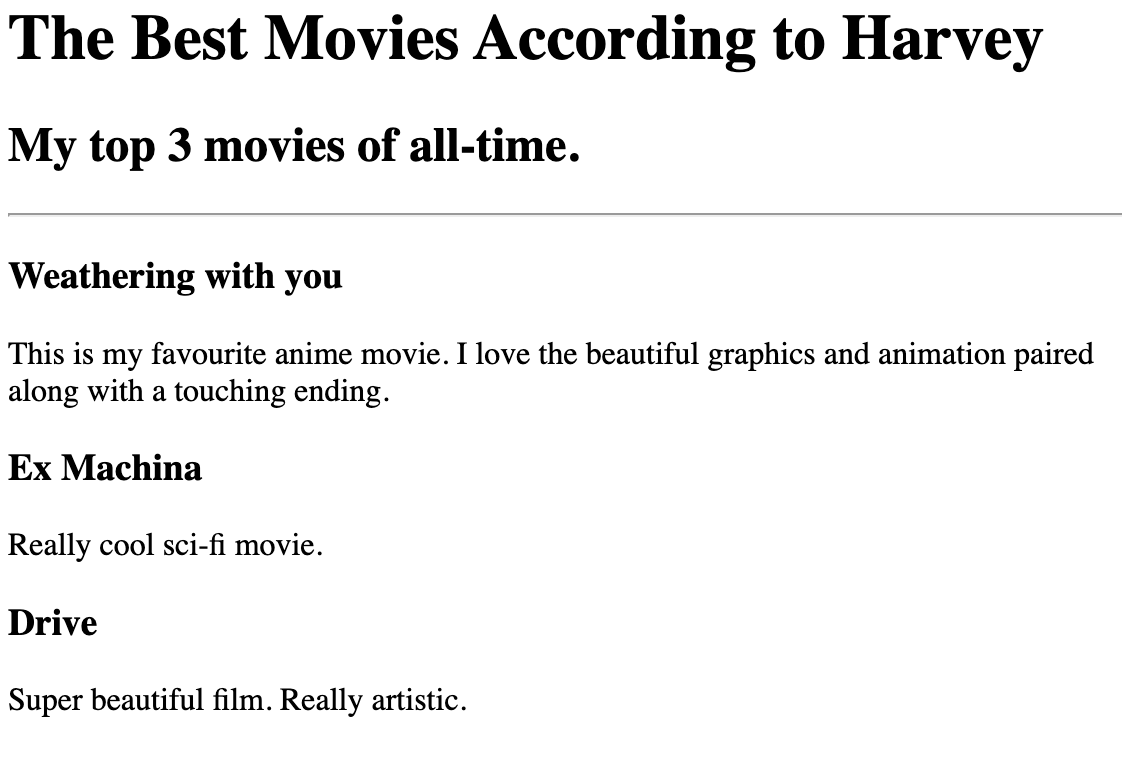 The Best Movies According to Harvey
My top 3 movies of all-time.
Weathering with you
This is my favourite anime movie. I love the beautiful graphics and animation paired
along with a touching ending.
Ex Machina
Really cool sci-fi movie.
Drive
Super beautiful film. Really artistic.